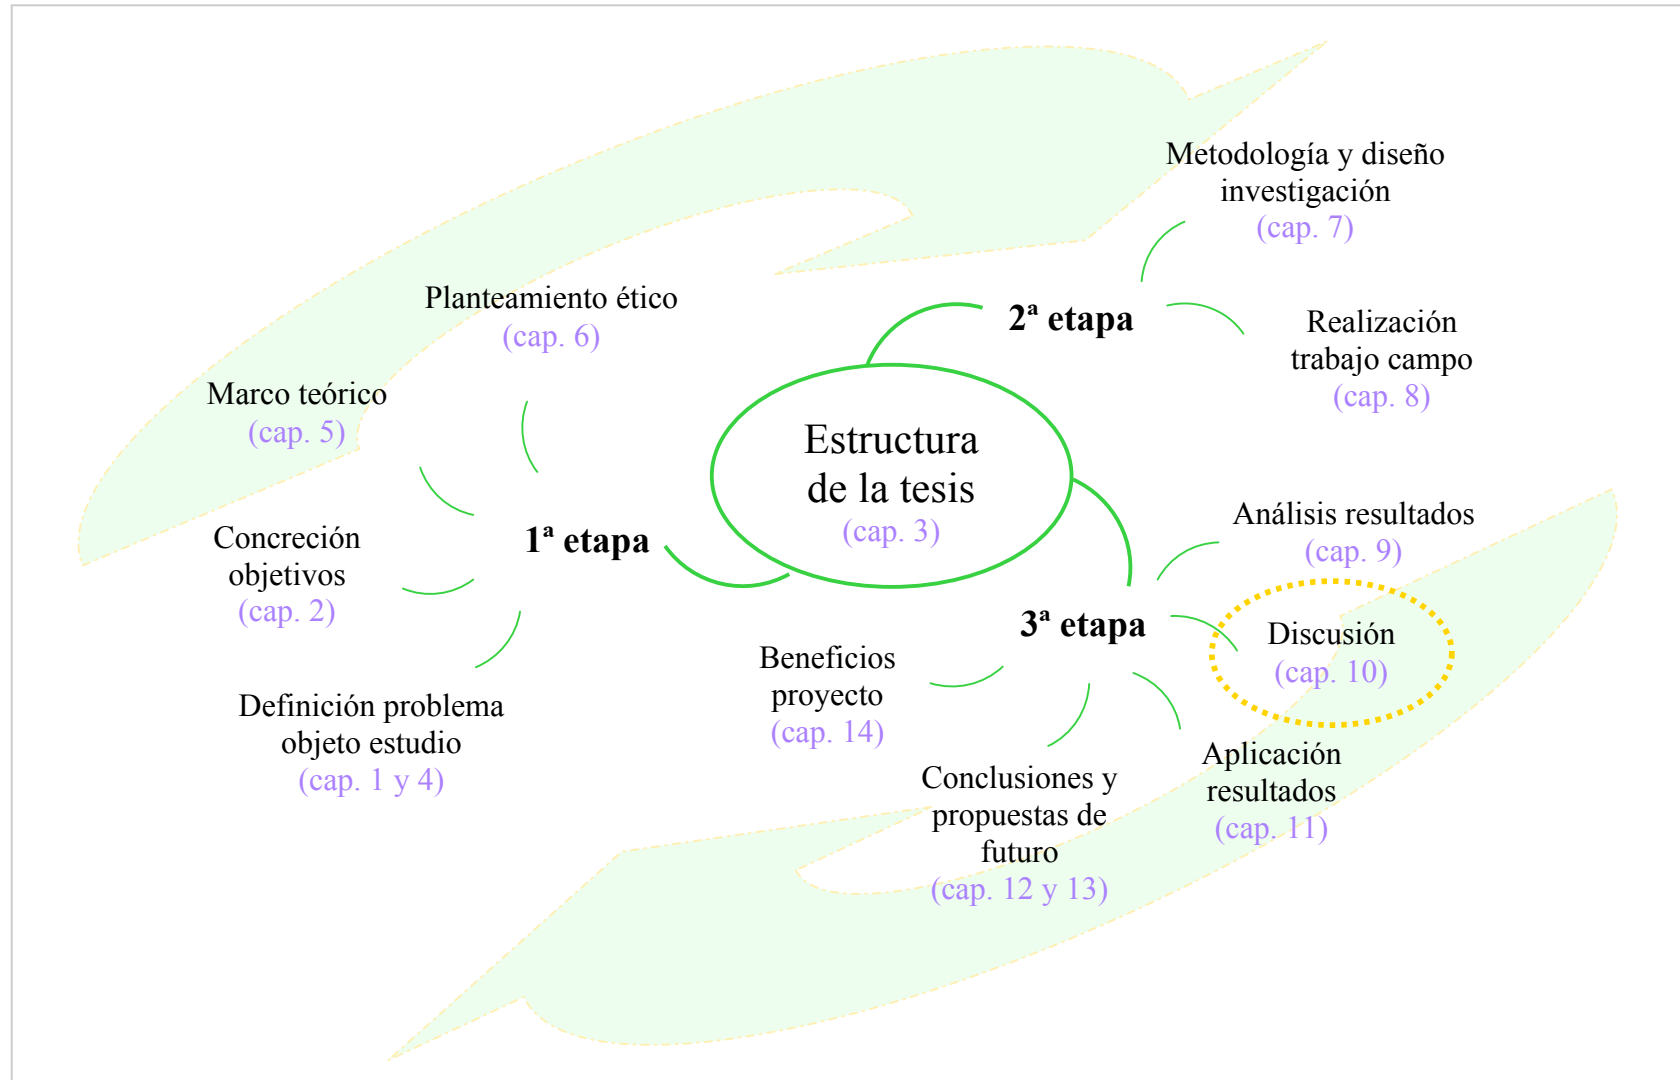 Metodología y diseño
investigación
(cap. 7)
Planteamiento ético
(cap. 6)
2ª etapa
Realización
trabajo campo
(cap. 8)
Marco teórico
(cap. 5)
Estructura
de la tesis
(cap. 3)
Análisis resultados
(cap. 9)
Concreción
objetivos
(cap. 2)
1ª etapa
3ª etapa
Discusión
(cap. 10)
Beneficios
proyecto
(cap. 14)
Definición problema
objeto estudio
(cap. 1 y 4)
Aplicación
resultados
(cap. 11)
Conclusiones y
propuestas de
futuro
(cap. 12 y 13)